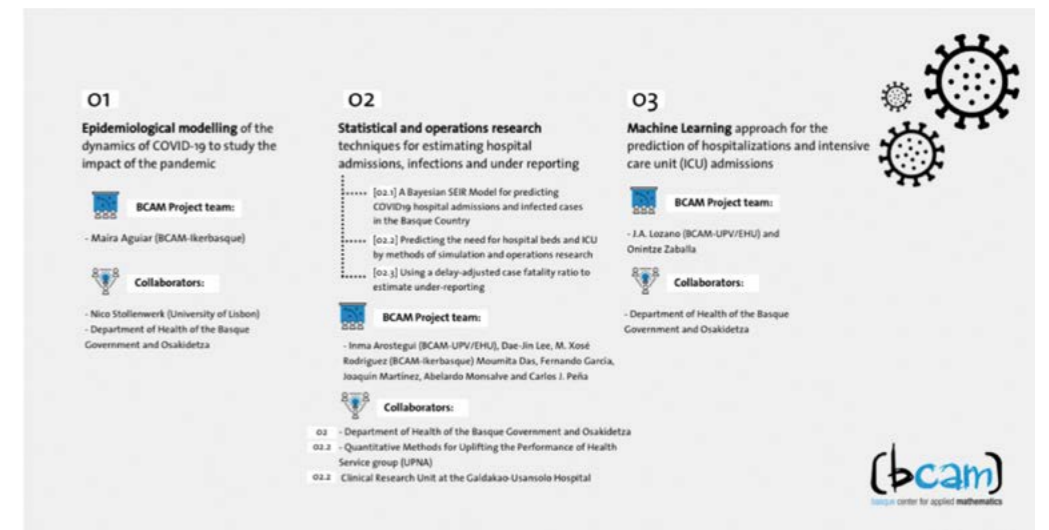 01
Epidemiological modelling of the
dynamics of COVID-19 to study the
impact of the pandemic
BCAM Project team:
- Maira Aguiar (BCAM-Ikerbasque)
Collaborators:
- Nico Stollenwerk (University of Lisbon)
- Department of Health of the Basque
Government and Osakidetza
02
Statistical and operations research
techniques for estimating hospital
admissions, infections and under reporting
[02.1] A Bayesian SEIR Model for predicting
COVID19 hospital admissions and infected cases
in the Basque Country
[02.2] Predicting the need for hospital beds and ICU
by methods of simulation and operations research
[02.3] Using a delay-adjusted case fatality ratio to
estimate under-reporting
BCAM Project team:
- Inma Arostegui (BCAM-UPV/EHU), Dae-Jin Lee, M. Xosé
Rodriguez (BCAM-Ikerbasque) Moumita Das, Fernando García,
Joaquin Martínez, Abelardo Monsalve and Carlos J. Peña
Collaborators:
02 - Department of Health of the Basque Government and Osakidetza
02.2 - Quantitative Methods for Uplifting the Performance of Health
Service group (UPNA)
02.2 Clinical Research Unit at the Galdakao-Usansolo Hospital
03
Machine Learning approach for the
prediction of hospitalizations and intensive
care unit (ICU) admissions
BCAM Project team:
- J.A. Lozano (BCAM-UPV/EHU) and
Onintze Zaballa
Collaborators:
- Department of Health of the Basque
Government and Osakidetza
(bcam)
basque center for applied mathematics